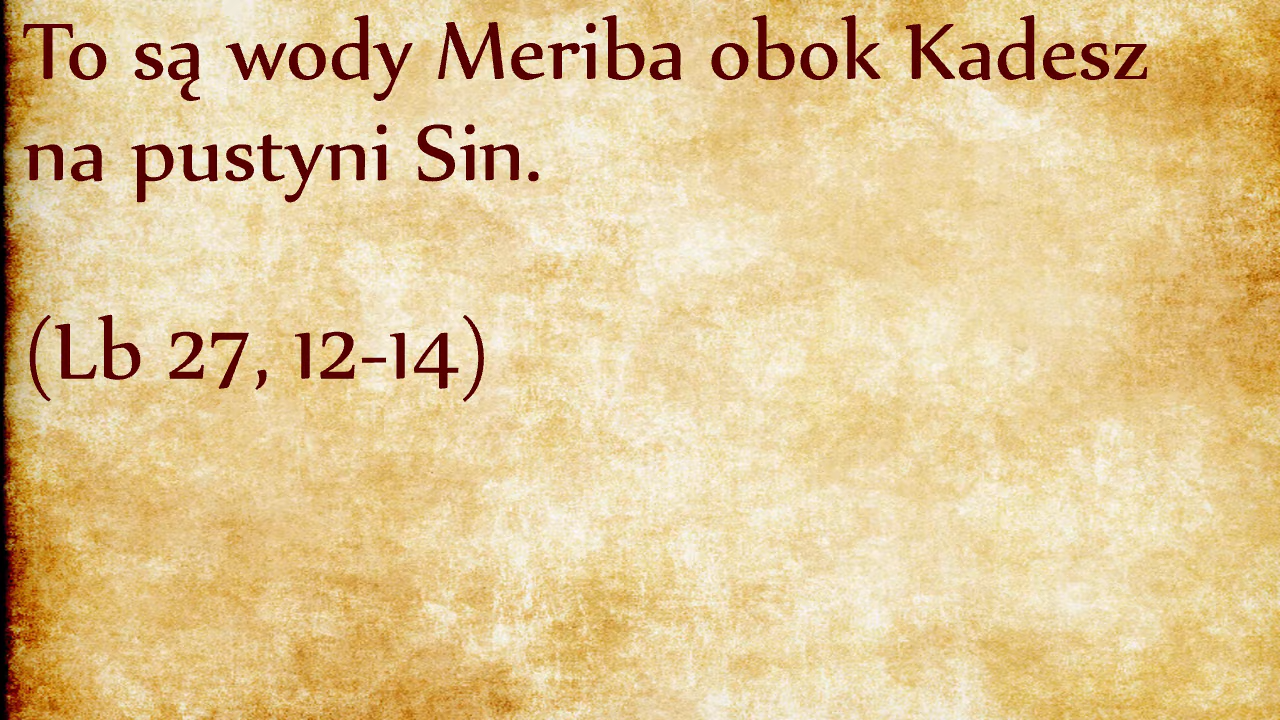 To są wody Meriba obok Kadesz
na pustyni Sin.
(Lb 27, 12-14)